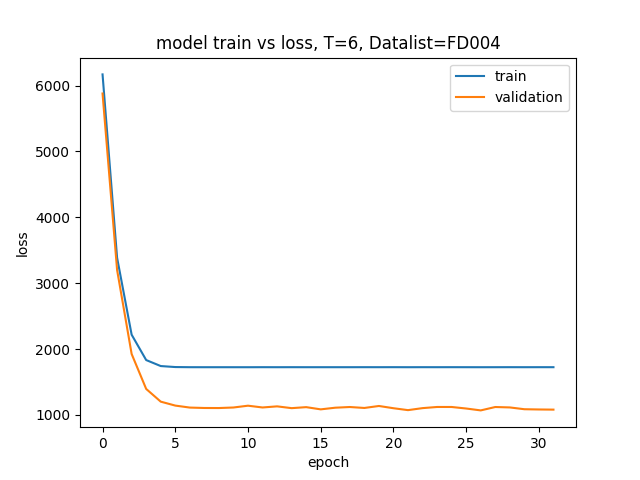 model train vs loss, T=6, Datalist=FD004
train
validation
6000
5000
4000
3000
2000
1000
loss
0 5 10 15 20 25 30
epoch